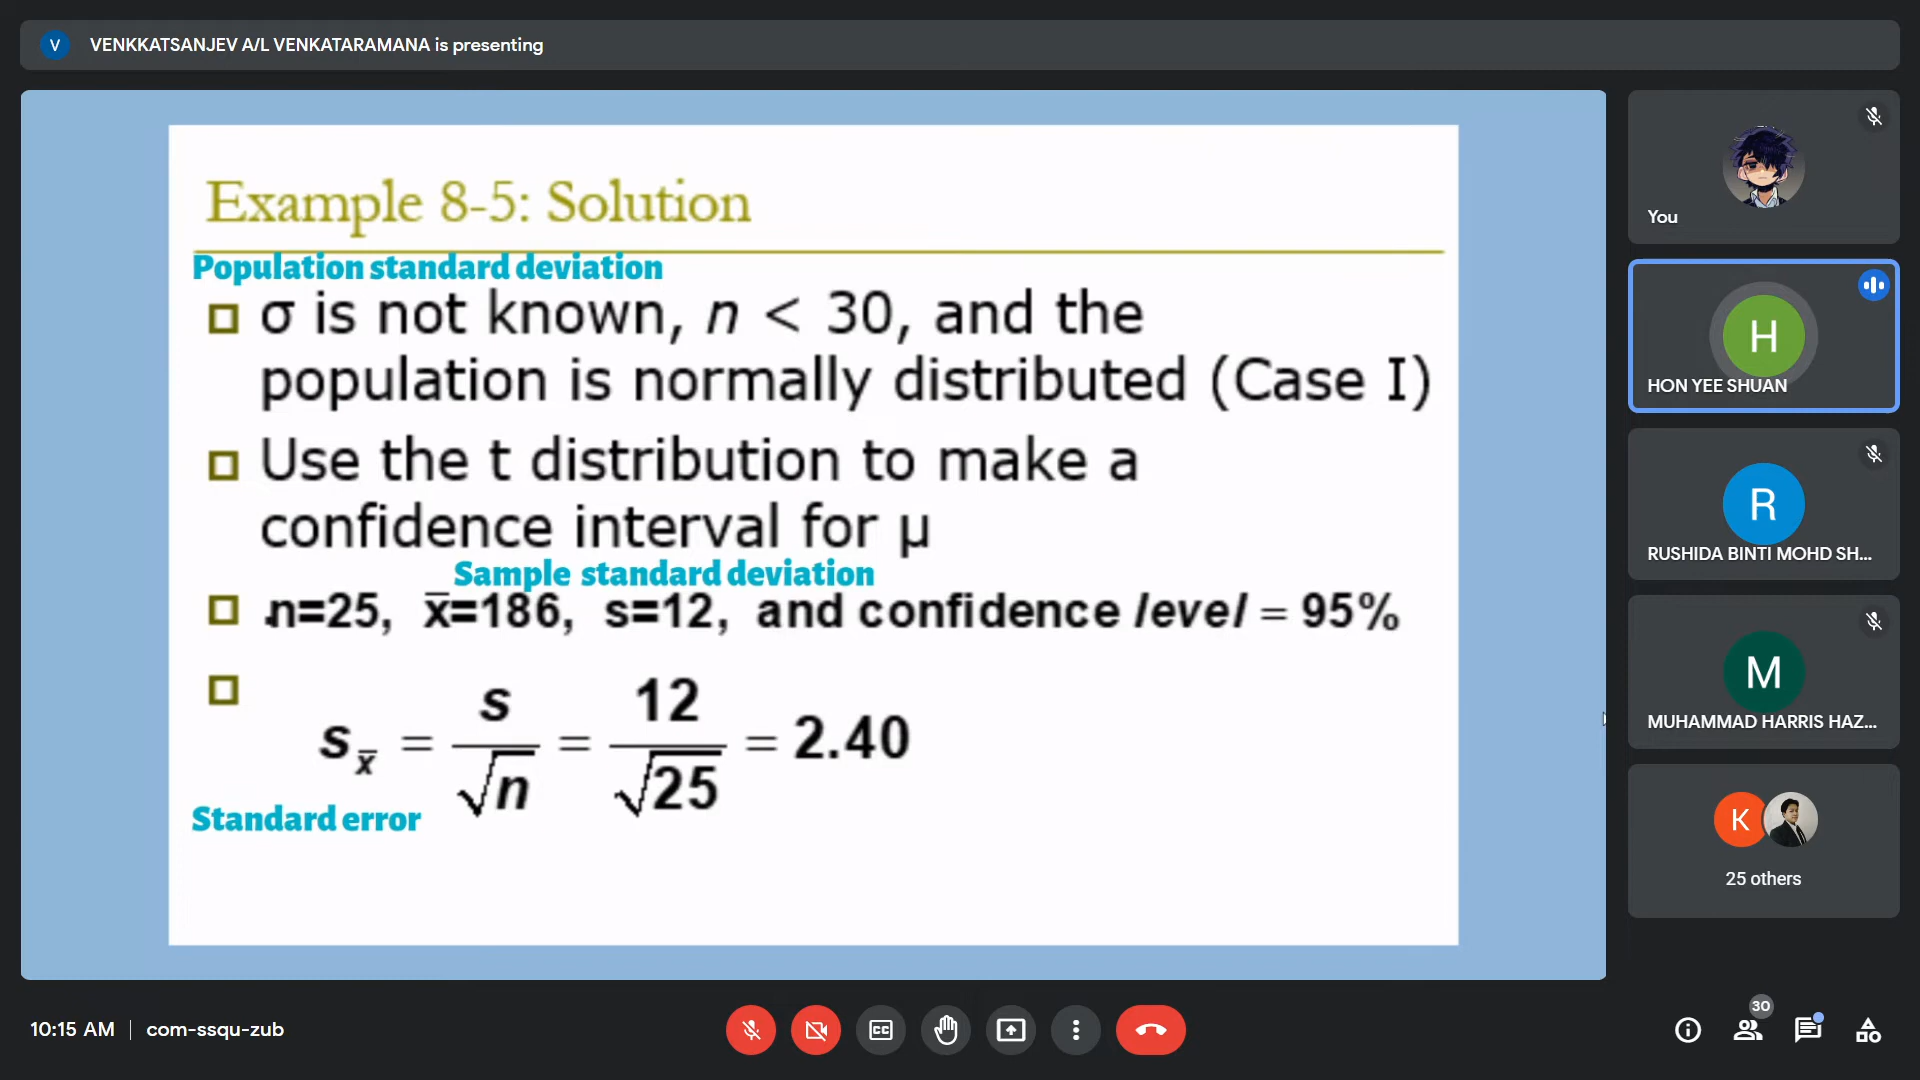 V VENKKATSANJEV A/L VENKATARAMANA is presenting
Example 8-5: Solution
Population standard deviation
σ is not known, n < 30, and the
population is normally distributed (Case I)
Use the t distribution to make a
confidence interval for μ
Sample standard deviation
n=25, x̅=186, s=12, and confidence level = 95%
s_x̅ = s/√n = 12/√25 = 2.40
Standard error
You
H
HON YEE SHUAN
R
RUSHIDA BINTI MOHD SH...
M
MUHAMMAD HARRIS HAZ...
K
25 others
10:15 AM | com-ssqu-zub
CC
30